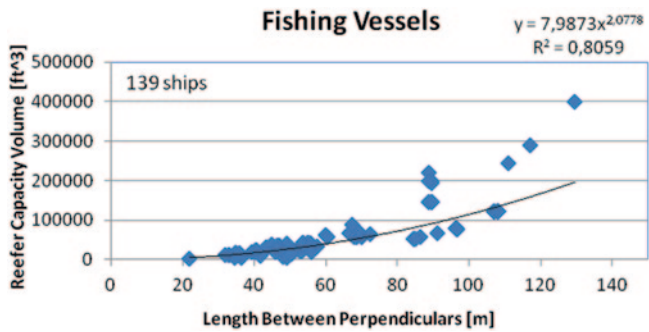 Fishing Vessels
y = 7,9873x^2,0778
R² = 0,8059
Reefer Capacity Volume [ft^3]
500000
400000
300000
200000
100000
0
139 ships
0 20 40 60 80 100 120 140
Length Between Perpendiculars [m]